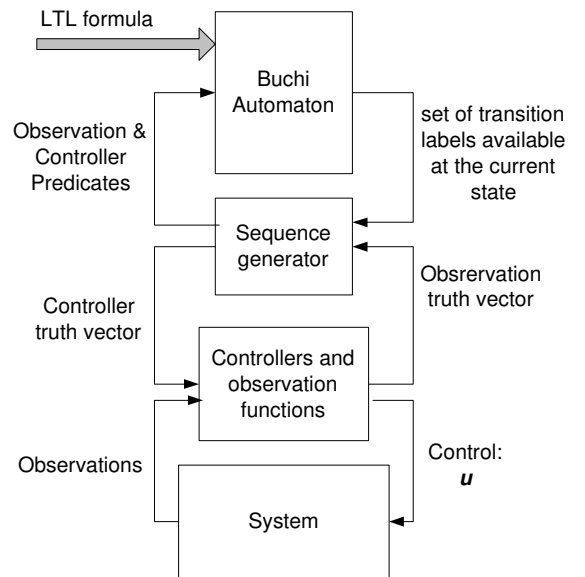 LTL formula
Buchi
Automaton
Observation &
Controller
Predicates
set of transition
labels available
at the current
state
Sequence
generator
Controller
truth vector
Obsrervation
truth vector
Controllers and
observation
functions
Observations
Control:
u
System